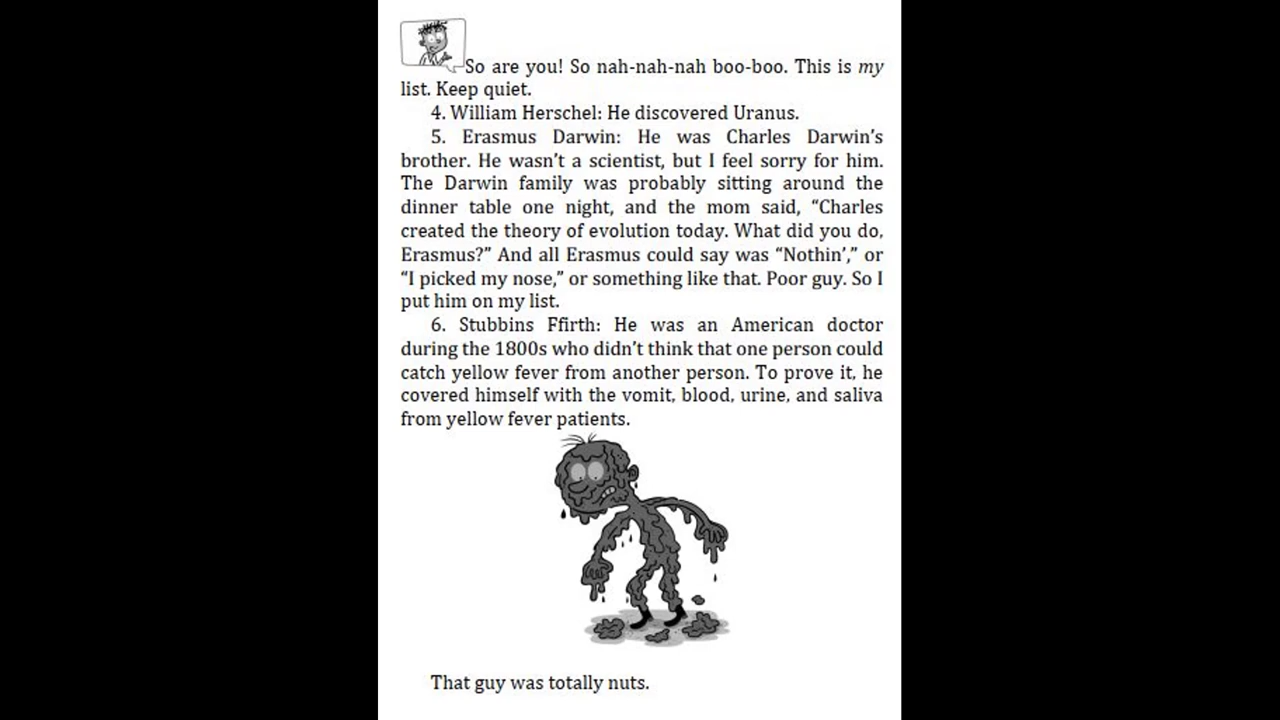 So are you! So nah-nah-nah boo-boo. This is my
list. Keep quiet.
4. William Herschel: He discovered Uranus.
5. Erasmus Darwin: He was Charles Darwin's
brother. He wasn't a scientist, but I feel sorry for him.
The Darwin family was probably sitting around the
dinner table one night, and the mom said, “Charles
created the theory of evolution today. What did you do,
Erasmus?” And all Erasmus could say was “Nothin’,” or
“I picked my nose,” or something like that. Poor guy. So I
put him on my list.
6. Stubbins Ffirth: He was an American doctor
during the 1800s who didn’t think that one person could
catch yellow fever from another person. To prove it, he
covered himself with the vomit, blood, urine, and saliva
from yellow fever patients.
That guy was totally nuts.